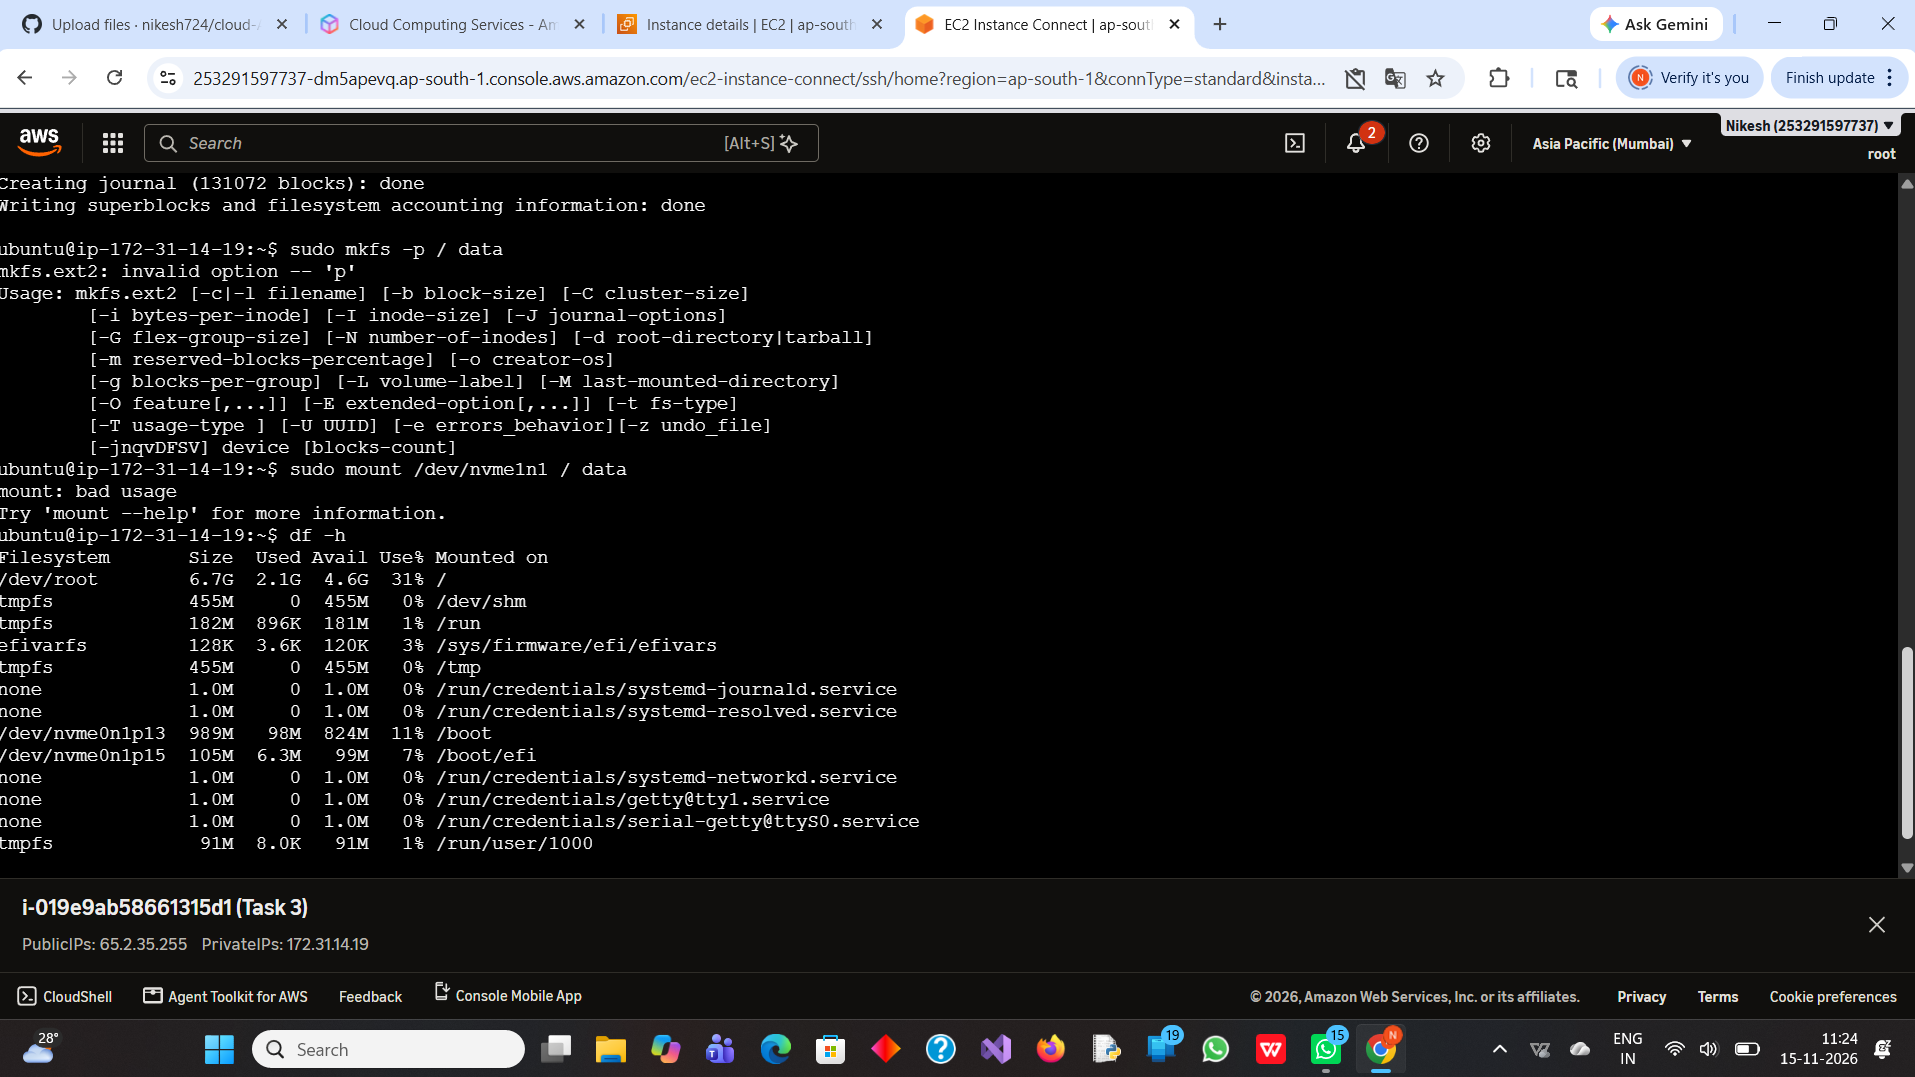 Upload files · nikesh724/cloud-A
Cloud Computing Services - Am
Instance details | EC2 | ap-south
EC2 Instance Connect | ap-sout
Ask Gemini
253291597737-dm5apevq.ap-south-1.console.aws.amazon.com/ec2-instance-connect/ssh/home?region=ap-south-1&connType=standard&insta...
N
Verify it's you
Finish update
aws
Search
[Alt+S]
2
Asia Pacific (Mumbai)
Nikesh (253291597737)
root
Creating journal (131072 blocks): done
Writing superblocks and filesystem accounting information: done
ubuntu@ip-172-31-14-19:~$ sudo mkfs -p / data
mkfs.ext2: invalid option -- 'p'
Usage: mkfs.ext2 [-c|-l filename] [-b block-size] [-C cluster-size]
[-i bytes-per-inode] [-I inode-size] [-J journal-options]
[-G flex-group-size] [-N number-of-inodes] [-d root-directory|tarball]
[-m reserved-blocks-percentage] [-o creator-os]
[-g blocks-per-group] [-L volume-label] [-M last-mounted-directory]
[-O feature[,...]] [-E extended-option[,...]] [-t fs-type]
[-T usage-type ] [-U UUID] [-e errors_behavior][-z undo_file]
[-jnqvDFSV] device [blocks-count]
ubuntu@ip-172-31-14-19:~$ sudo mount /dev/nvme1n1 / data
mount: bad usage
Try 'mount --help' for more information.
ubuntu@ip-172-31-14-19:~$ df -h
Filesystem Size Used Avail Use% Mounted on
/dev/root 6.7G 2.1G 4.6G 31% /
tmpfs 455M 0 455M 0% /dev/shm
tmpfs 182M 896K 181M 1% /run
efivarfs 128K 3.6K 120K 3% /sys/firmware/efi/efivars
tmpfs 455M 0 455M 0% /tmp
none 1.0M 0 1.0M 0% /run/credentials/systemd-journald.service
none 1.0M 0 1.0M 0% /run/credentials/systemd-resolved.service
/dev/nvme0n1p13 989M 98M 824M 11% /boot
/dev/nvme0n1p15 105M 6.3M 99M 7% /boot/efi
none 1.0M 0 1.0M 0% /run/credentials/systemd-networkd.service
none 1.0M 0 1.0M 0% /run/credentials/getty@tty1.service
none 1.0M 0 1.0M 0% /run/credentials/serial-getty@ttyS0.service
tmpfs 91M 8.0K 91M 1% /run/user/1000
i-019e9ab58661315d1 (Task 3)
PublicIPs: 65.2.35.255 PrivateIPs: 172.31.14.19
CloudShell
Agent Toolkit for AWS
Feedback
Console Mobile App
© 2026, Amazon Web Services, Inc. or its affiliates.
Privacy
Terms
Cookie preferences
28°
Search
19
15
N
ENG
IN
11:24
15-11-2026